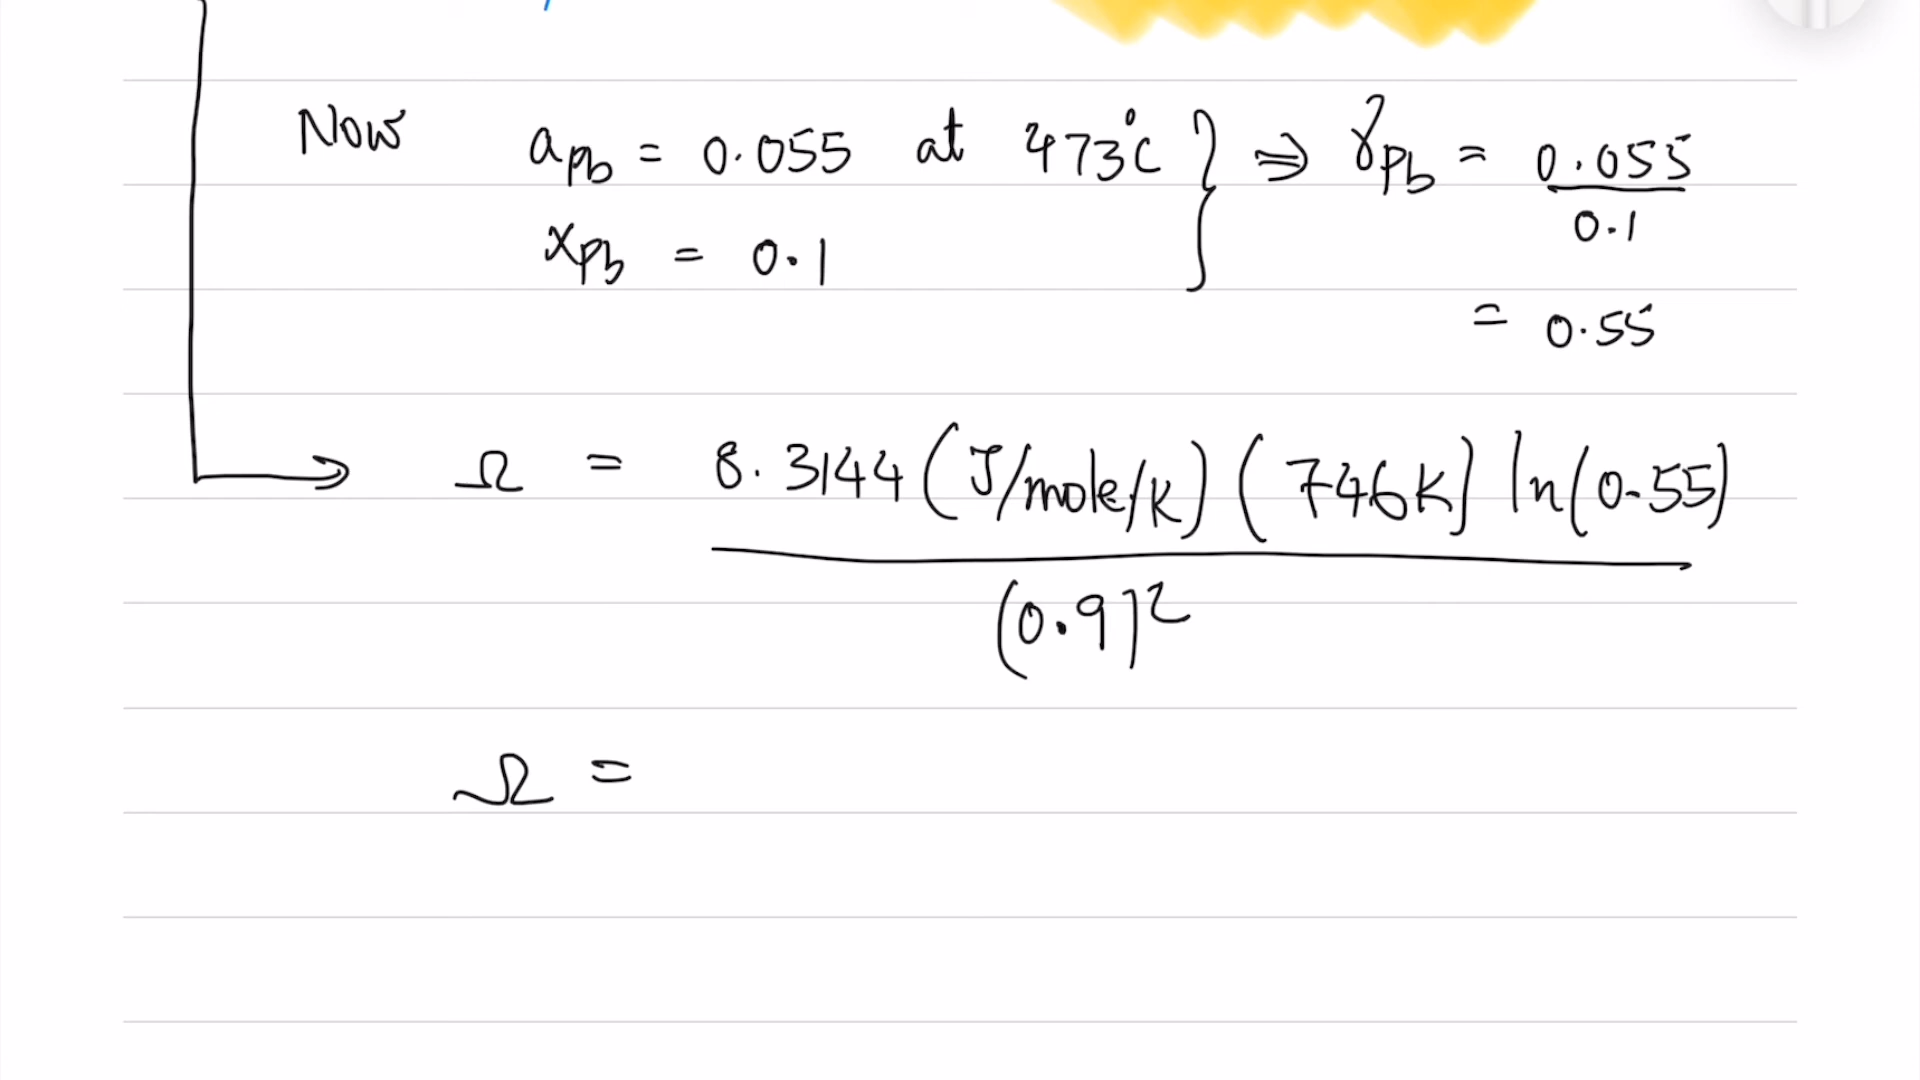 Now a_Pb = 0.055 at 473°C } ⇒ γ_Pb = 0.055
0.1
x_Pb = 0.1
= 0.55
→ Ω = 8.3144 (J/mole/K) (746K) ln(0.55)
(0.9)²
Ω =